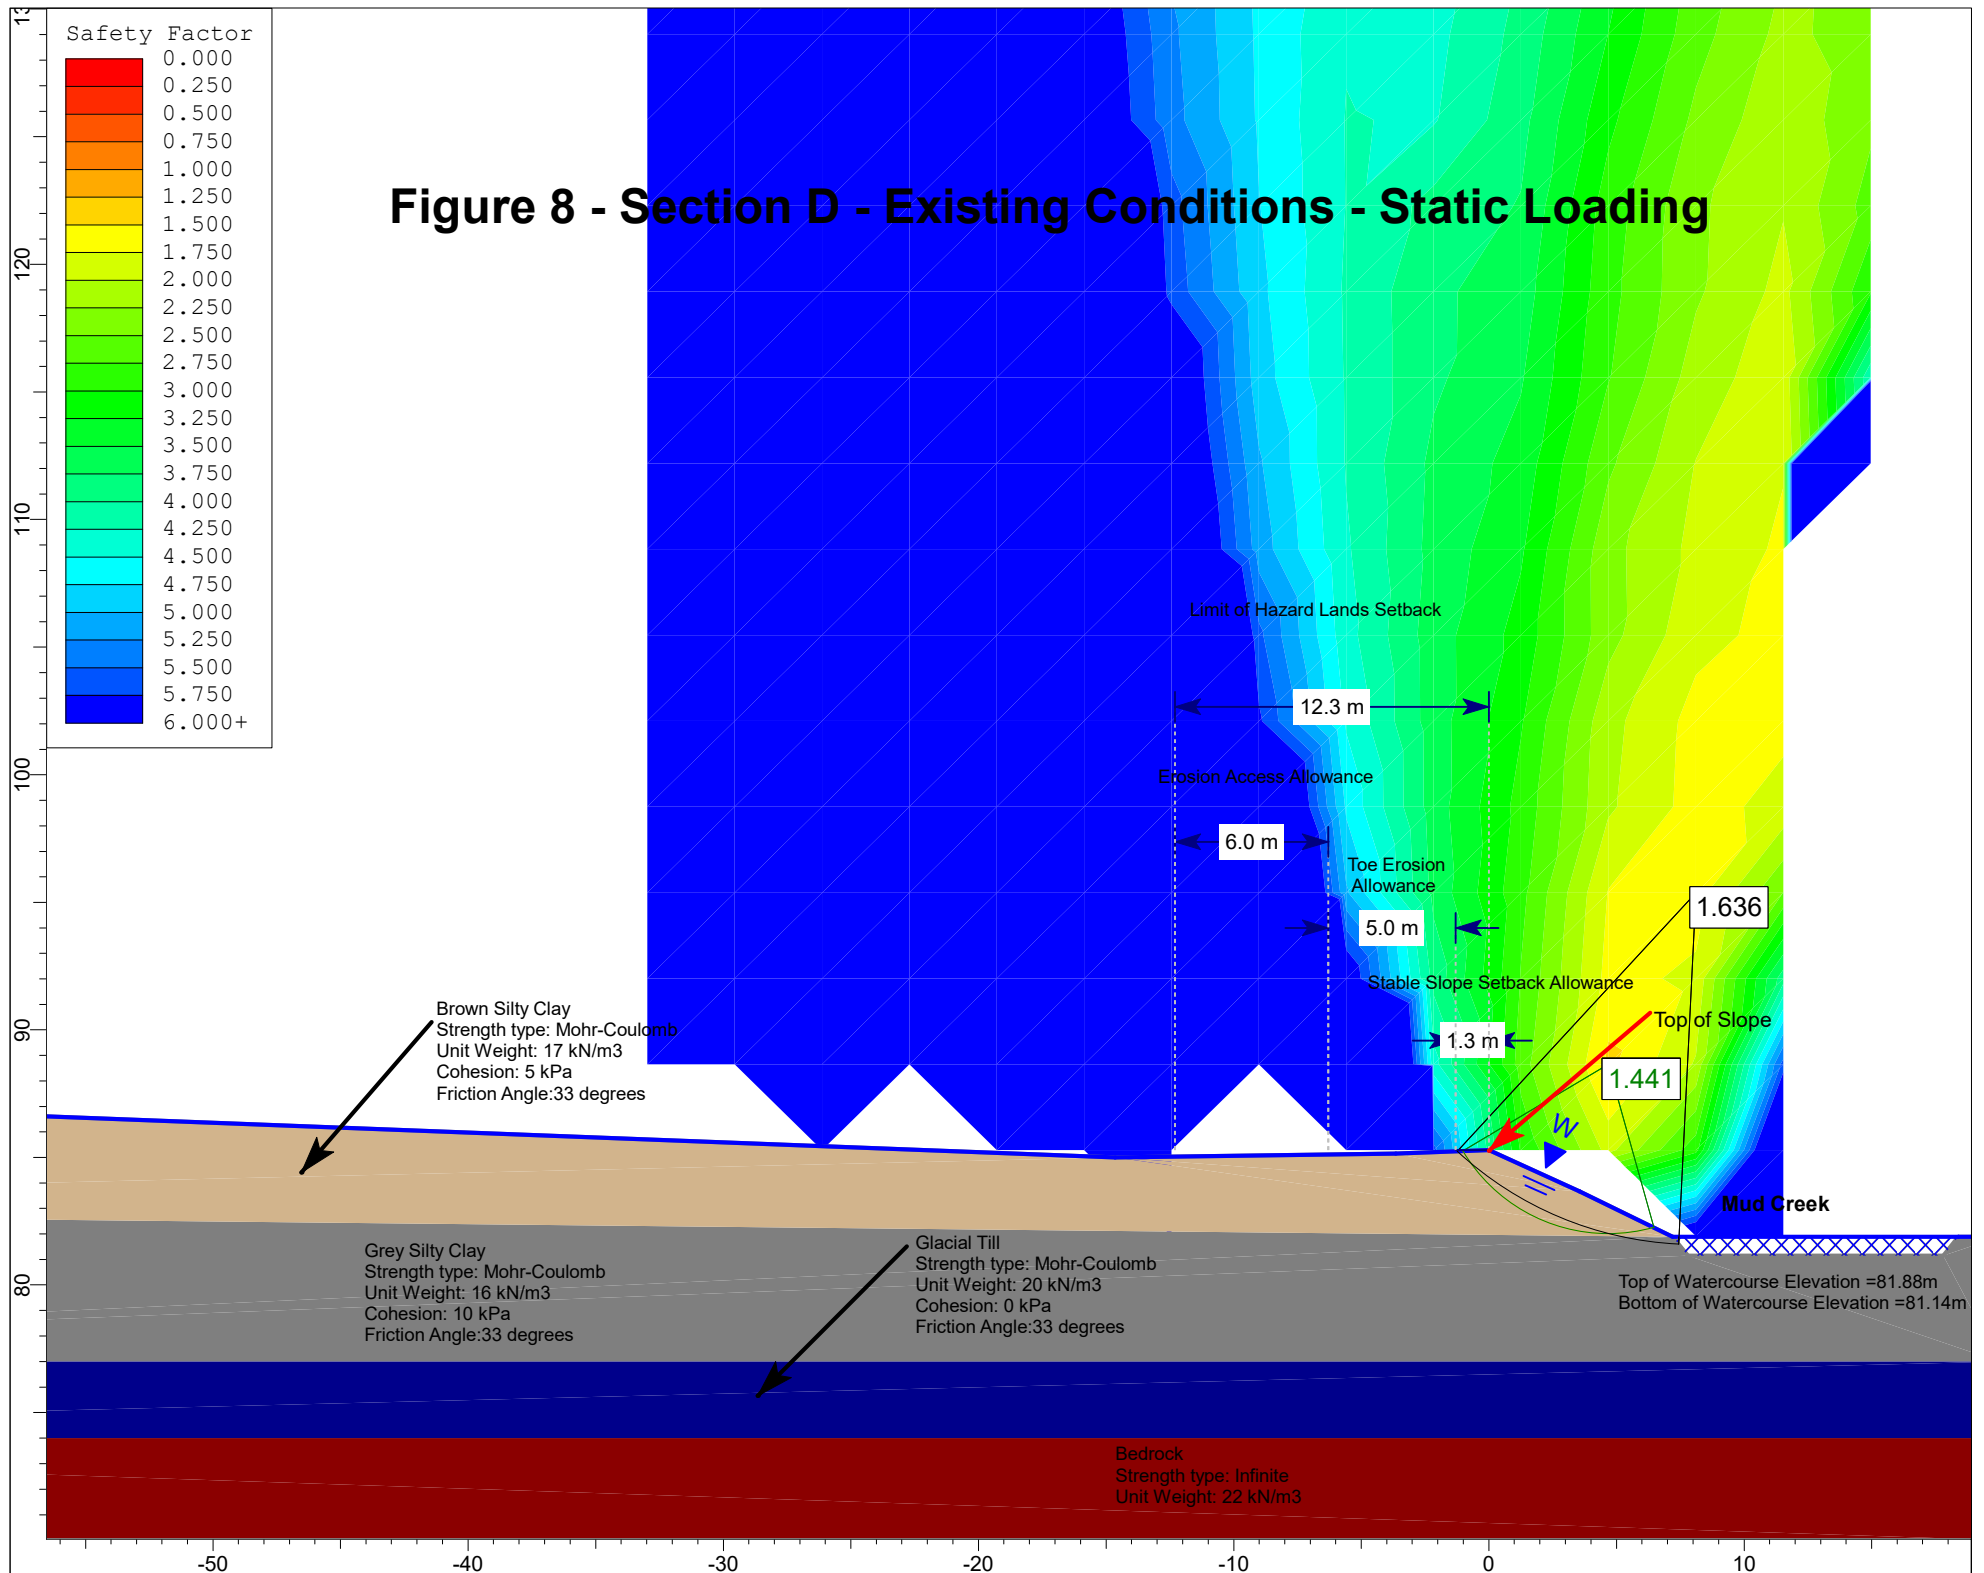 Safety Factor
0.000
0.250
0.500
0.750
1.000
1.250
1.500
1.750
2.000
2.250
2.500
2.750
3.000
3.250
3.500
3.750
4.000
4.250
4.500
4.750
5.000
5.250
5.500
5.750
6.000+
Figure 8 - Section D - Existing Conditions - Static Loading
120
110
100
90
80
Limit of Hazard Lands Setback
12.3 m
Erosion Access Allowance
6.0 m
Toe Erosion
Allowance
5.0 m
1.636
Stable Slope Setback Allowance
1.3 m
Top of Slope
1.441
W
Mud Creek
Brown Silty Clay
Strength type: Mohr-Coulomb
Unit Weight: 17 kN/m3
Cohesion: 5 kPa
Friction Angle:33 degrees
Grey Silty Clay
Strength type: Mohr-Coulomb
Unit Weight: 16 kN/m3
Cohesion: 10 kPa
Friction Angle:33 degrees
Glacial Till
Strength type: Mohr-Coulomb
Unit Weight: 20 kN/m3
Cohesion: 0 kPa
Friction Angle:33 degrees
Top of Watercourse Elevation =81.88m
Bottom of Watercourse Elevation =81.14m
Bedrock
Strength type: Infinite
Unit Weight: 22 kN/m3
-50
-40
-30
-20
-10
0
10